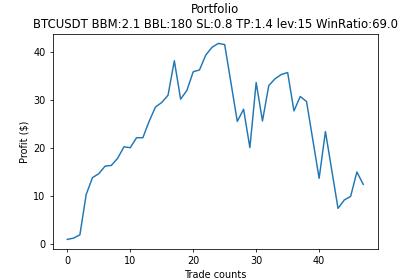 Portfolio
BTCUSDT BBM:2.1 BBL:180 SL:0.8 TP:1.4 lev:15 WinRatio:69.0
40
30
20
10
0
Profit ($)
0 10 20 30 40
Trade counts